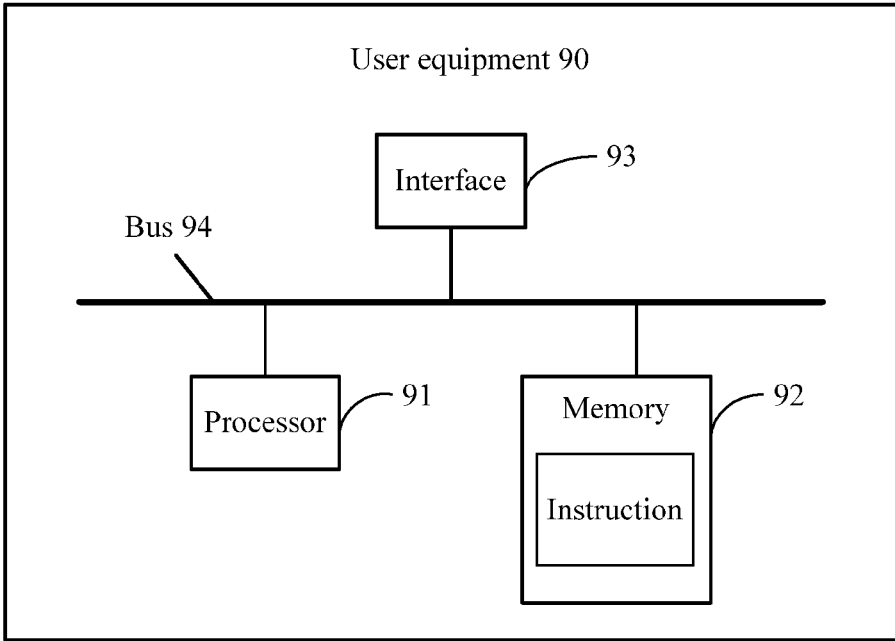 User equipment 90
93
Interface
Bus 94
91
Processor
92
Memory
Instruction